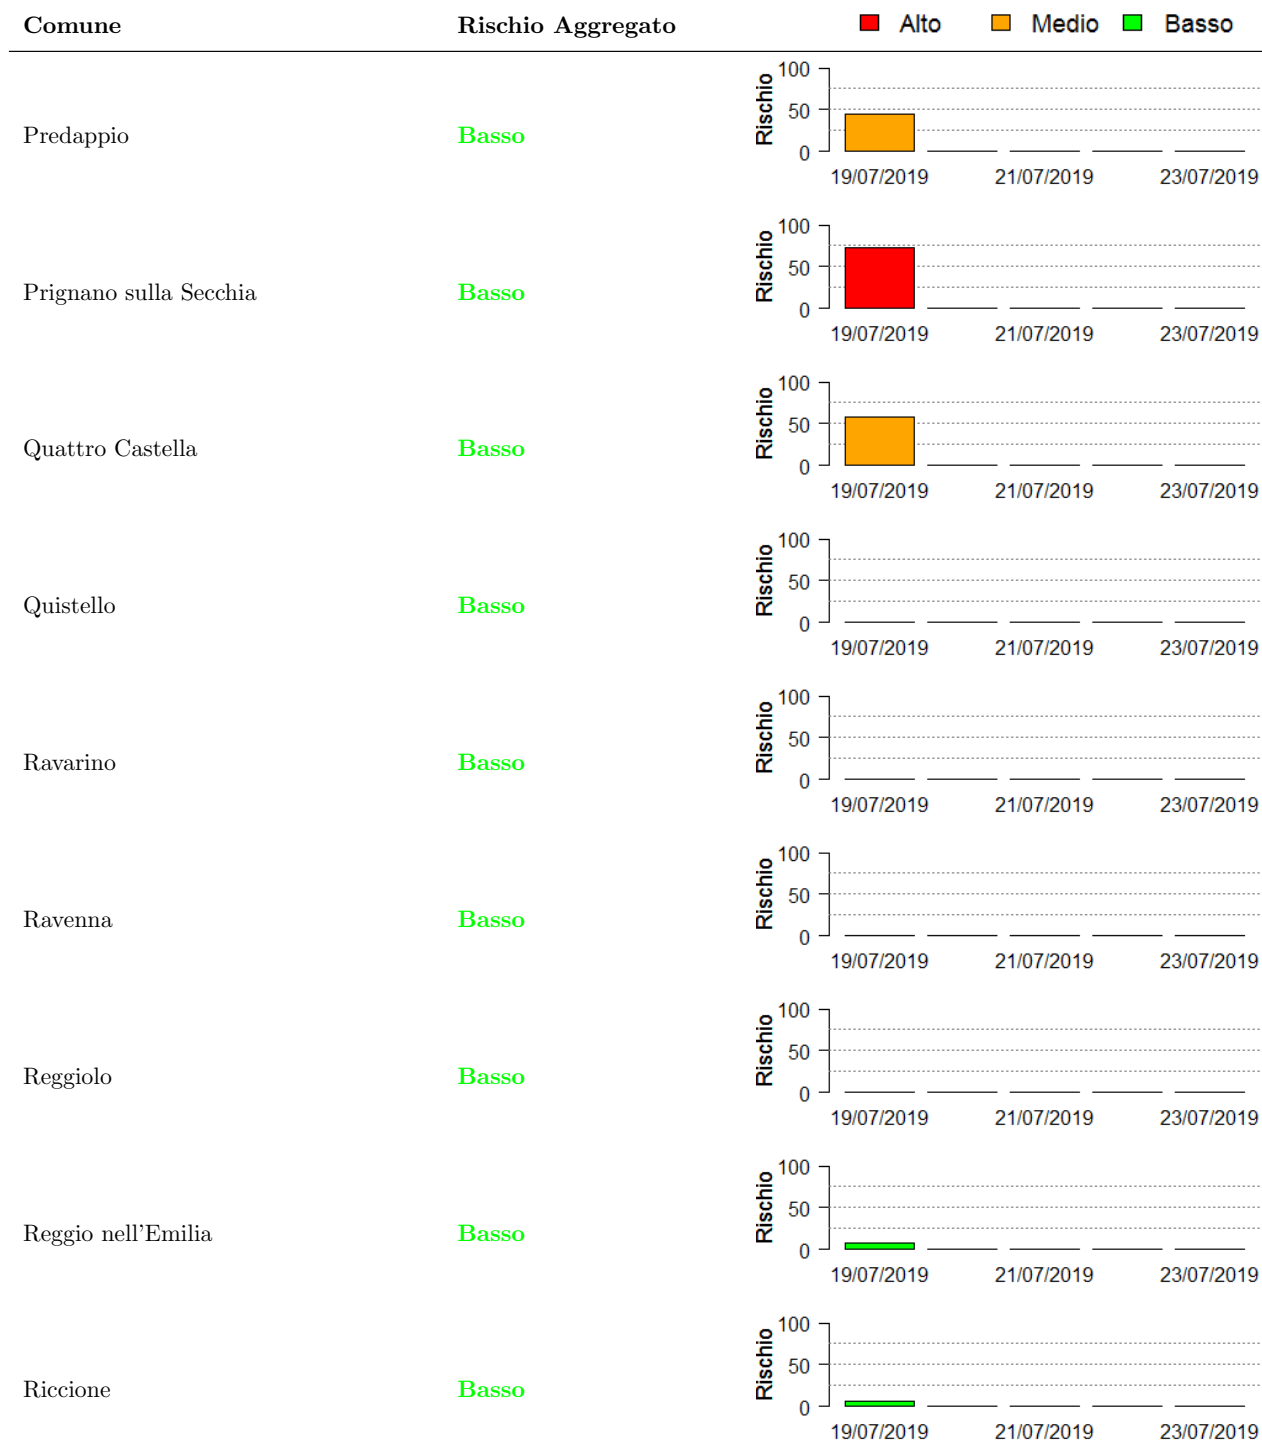 Comune Rischio Aggregato Alto Medio Basso
Predappio Basso
Rischio
100
50
0
19/07/2019 21/07/2019 23/07/2019
Prignano sulla Secchia Basso
Rischio
100
50
0
19/07/2019 21/07/2019 23/07/2019
Quattro Castella Basso
Rischio
100
50
0
19/07/2019 21/07/2019 23/07/2019
Quistello Basso
Rischio
100
50
0
19/07/2019 21/07/2019 23/07/2019
Ravarino Basso
Rischio
100
50
0
19/07/2019 21/07/2019 23/07/2019
Ravenna Basso
Rischio
100
50
0
19/07/2019 21/07/2019 23/07/2019
Reggiolo Basso
Rischio
100
50
0
19/07/2019 21/07/2019 23/07/2019
Reggio nell'Emilia Basso
Rischio
100
50
0
19/07/2019 21/07/2019 23/07/2019
Riccione Basso
Rischio
100
50
0
19/07/2019 21/07/2019 23/07/2019